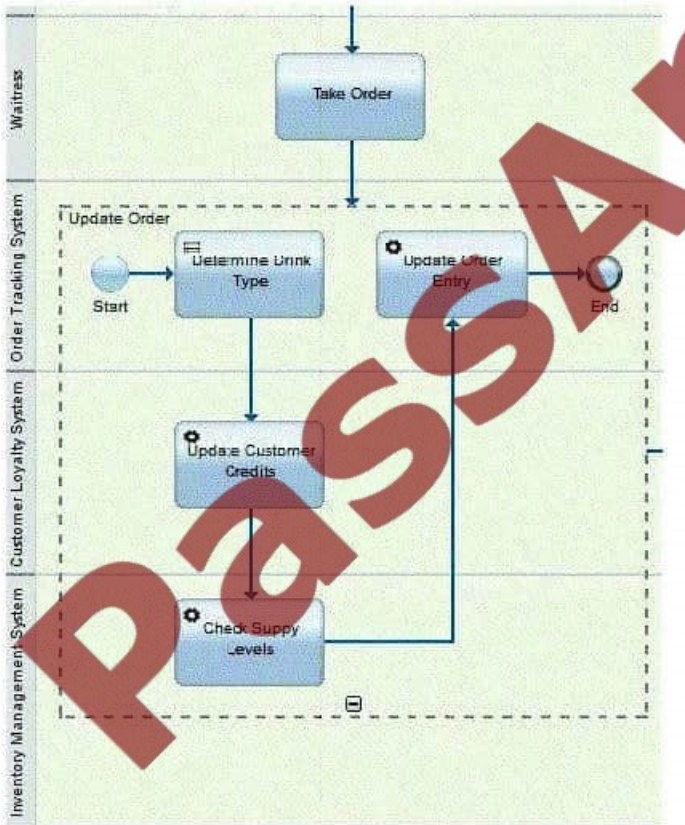 Waitress
Take Order
Order Tracking System
Update Order
Start
Determine Drink
Type
Update Order
Entry
End
Customer Loyalty System
Update Customer
Credits
Inventory Management System
Check Suppy
Levels
PassAr